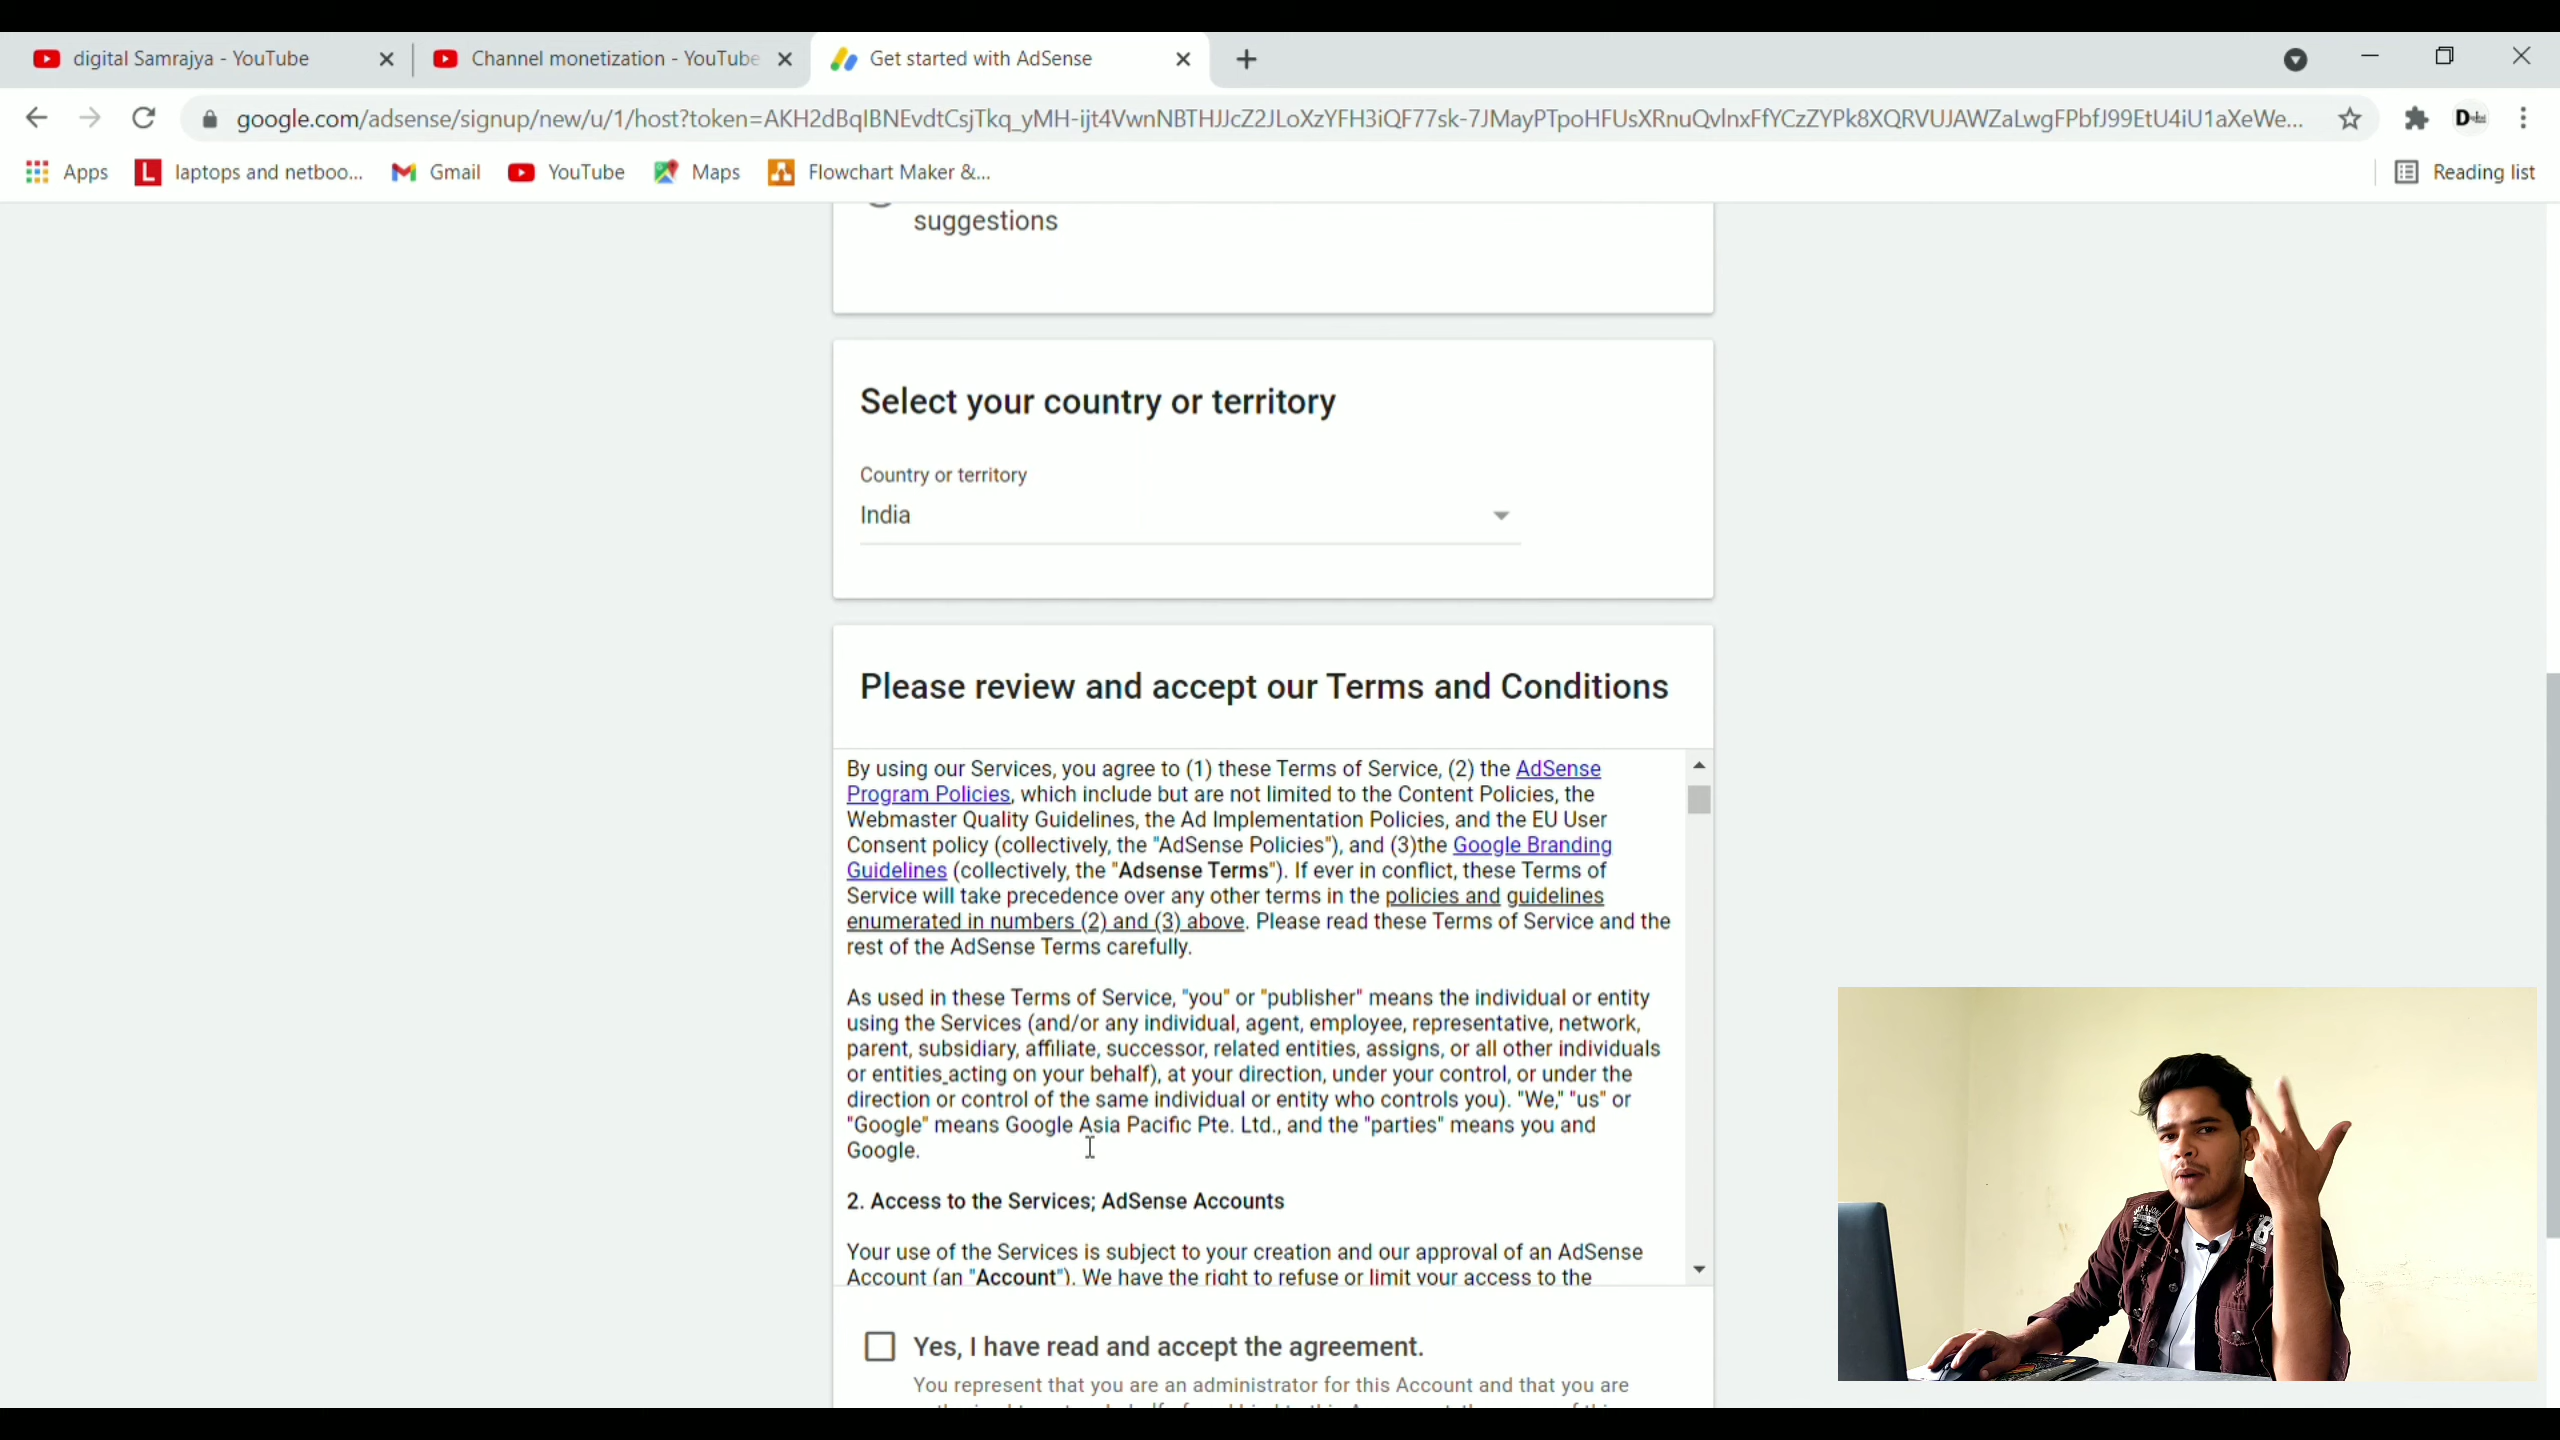 digital Samrajya - YouTube
Channel monetization - YouTube
Get started with AdSense
google.com/adsense/signup/new/u/1/host?token=AKH2dBqIBNEvdtCsjTkq_yMH-ijt4VwnNBTHJJcZ2JLoXzYFH3iQF77sk-7JMayPTpoHFUsXRnuQvlnxFfYCzZYPk8XQRVUJAWZaLwgFPbfJ99EtU4iU1aXeWe...
Apps
laptops and netboo...
Gmail
YouTube
Maps
Flowchart Maker &...
Reading list
suggestions
Select your country or territory
Country or territory
India
Please review and accept our Terms and Conditions
By using our Services, you agree to (1) these Terms of Service, (2) the AdSense
Program Policies, which include but are not limited to the Content Policies, the
Webmaster Quality Guidelines, the Ad Implementation Policies, and the EU User
Consent policy (collectively, the "AdSense Policies"), and (3)the Google Branding
Guidelines (collectively, the "Adsense Terms"). If ever in conflict, these Terms of
Service will take precedence over any other terms in the policies and guidelines
enumerated in numbers (2) and (3) above. Please read these Terms of Service and the
rest of the AdSense Terms carefully.
As used in these Terms of Service, "you" or "publisher" means the individual or entity
using the Services (and/or any individual, agent, employee, representative, network,
parent, subsidiary, affiliate, successor, related entities, assigns, or all other individuals
or entities acting on your behalf), at your direction, under your control, or under the
direction or control of the same individual or entity who controls you). "We," "us" or
"Google" means Google Asia Pacific Pte. Ltd., and the "parties" means you and
Google.
2. Access to the Services; AdSense Accounts
Your use of the Services is subject to your creation and our approval of an AdSense
Account (an "Account"). We have the right to refuse or limit your access to the
Yes, I have read and accept the agreement.
You represent that you are an administrator for this Account and that you are